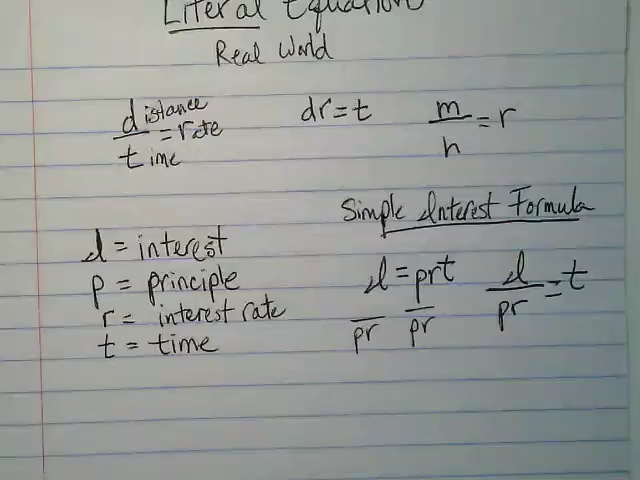 Literal Equation
Real World
distance
time
= rate
dr = t
m
h
= r
Simple Interest Formula
I = interest
p = principle
r = interest rate
t = time
I = prt
pr pr
I
pr
= t